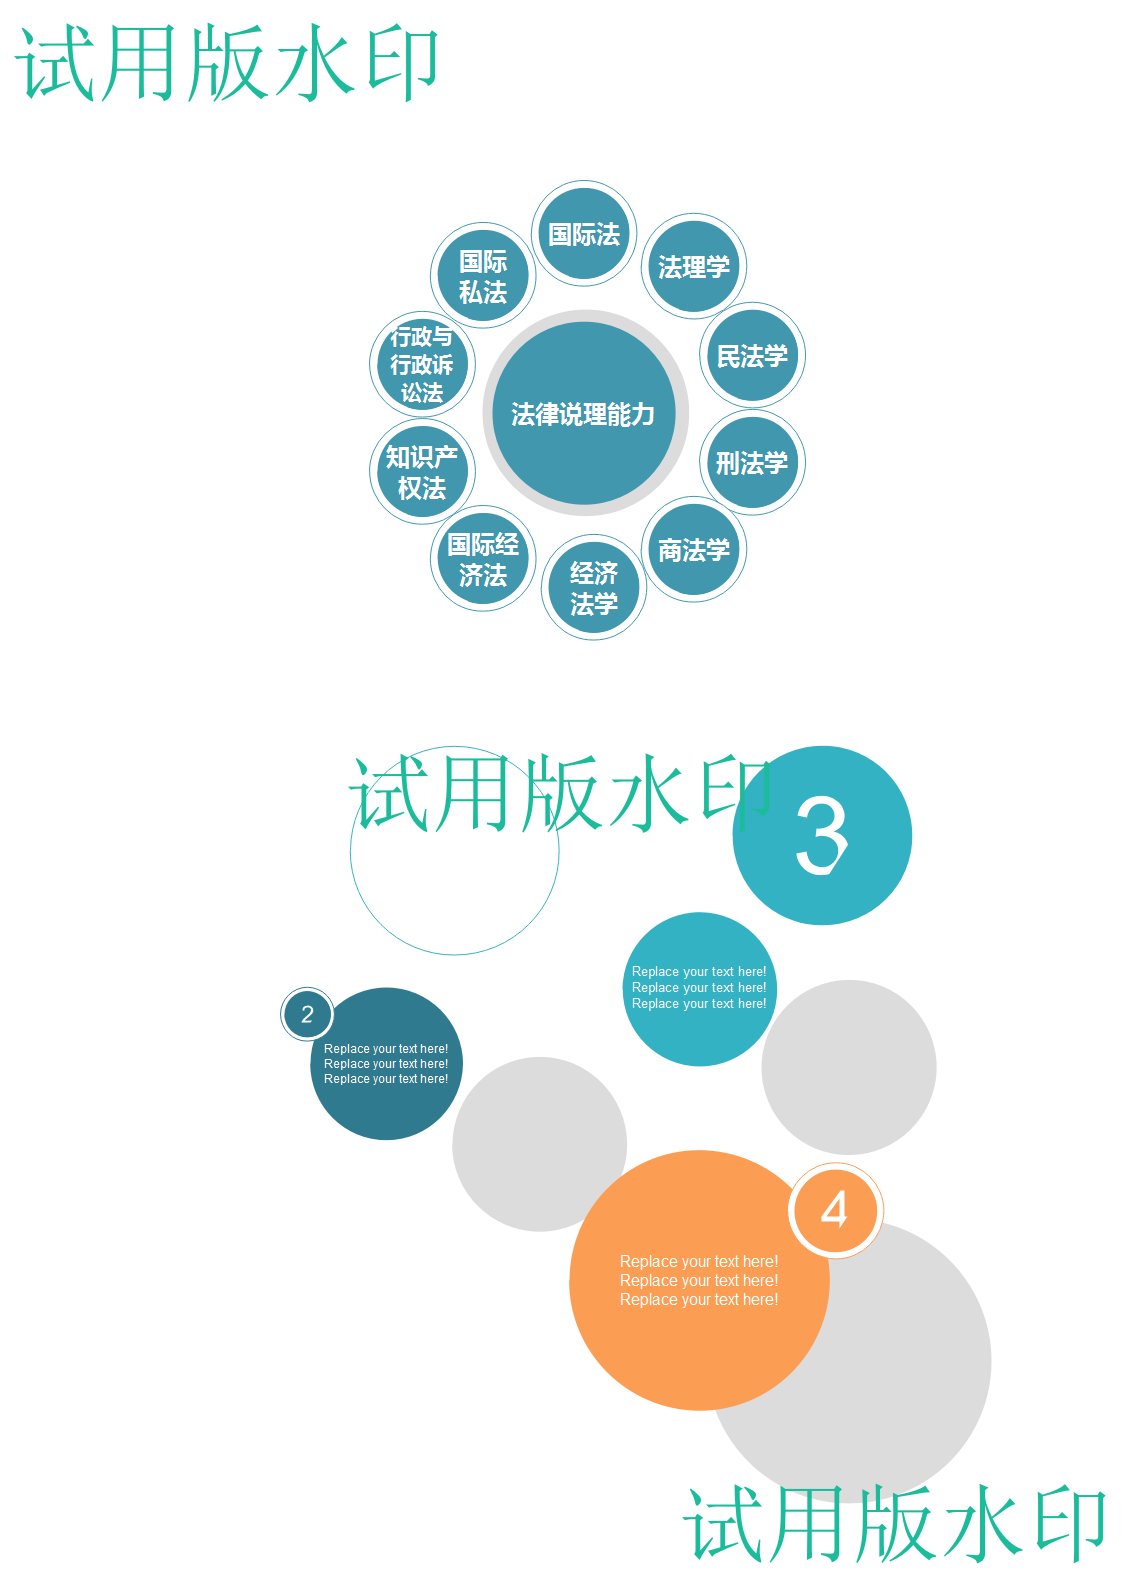 试用版水印
国际法
法理学
国际
私法
民法学
行政与
行政诉
讼法
法律说理能力
刑法学
知识产
权法
商法学
国际经
济法
经济
法学
试用版水印
3
Replace your text here!
Replace your text here!
Replace your text here!
2
Replace your text here!
Replace your text here!
Replace your text here!
4
Replace your text here!
Replace your text here!
Replace your text here!
试用版水印